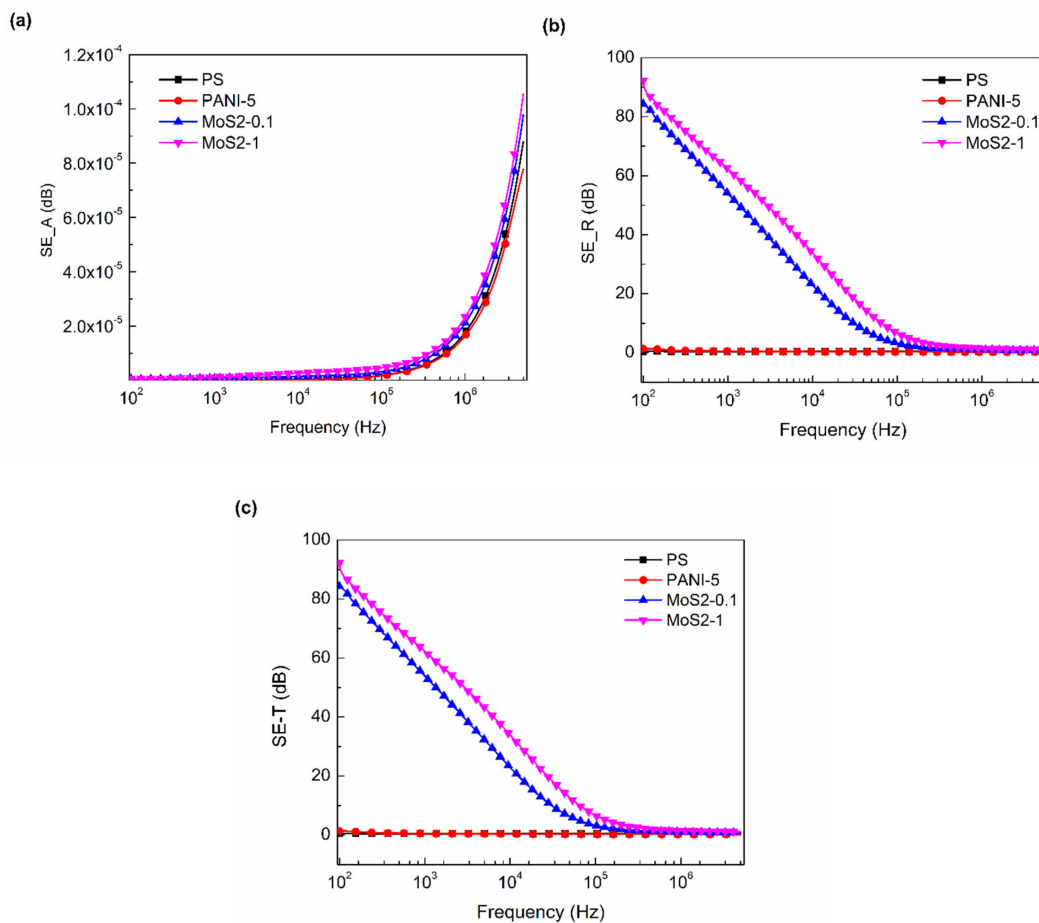 (a)
1.2x10⁻⁴
1.0x10⁻⁴
8.0x10⁻⁵
6.0x10⁻⁵
4.0x10⁻⁵
2.0x10⁻⁵
SE_A (dB)
PS
PANI-5
MoS2-0.1
MoS2-1
10² 10³ 10⁴ 10⁵ 10⁶
Frequency (Hz)
(b)
100
80
60
40
20
0
SE_R (dB)
PS
PANI-5
MoS2-0.1
MoS2-1
10² 10³ 10⁴ 10⁵ 10⁶
Frequency (Hz)
(c)
100
80
60
40
20
0
SE-T (dB)
PS
PANI-5
MoS2-0.1
MoS2-1
10² 10³ 10⁴ 10⁵ 10⁶
Frequency (Hz)